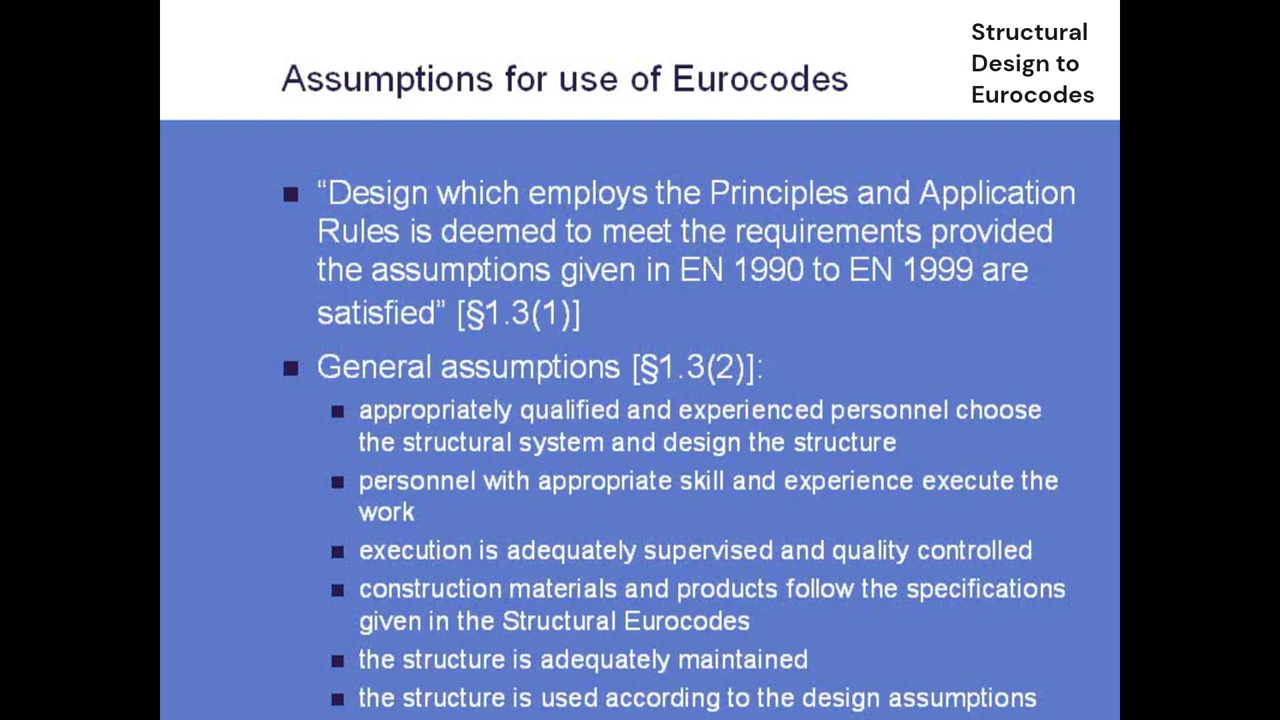 Structural
Design to
Eurocodes
Assumptions for use of Eurocodes
“Design which employs the Principles and Application
Rules is deemed to meet the requirements provided
the assumptions given in EN 1990 to EN 1999 are
satisfied” [§1.3(1)]
General assumptions [§1.3(2)]:
appropriately qualified and experienced personnel choose
the structural system and design the structure
personnel with appropriate skill and experience execute the
work
execution is adequately supervised and quality controlled
construction materials and products follow the specifications
given in the Structural Eurocodes
the structure is adequately maintained
the structure is used according to the design assumptions